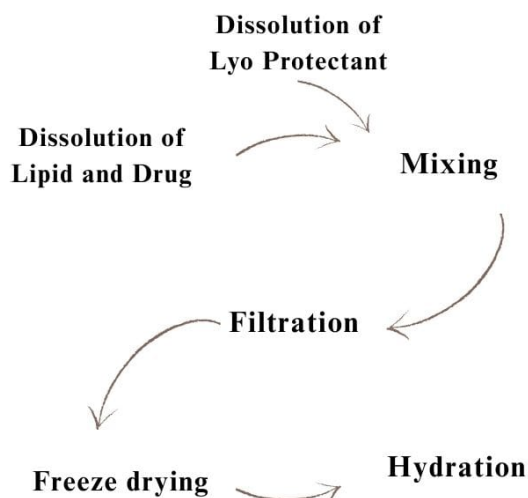 Dissolution of
Lyo Protectant
Dissolution of
Lipid and Drug
Mixing
Filtration
Freeze drying
Hydration